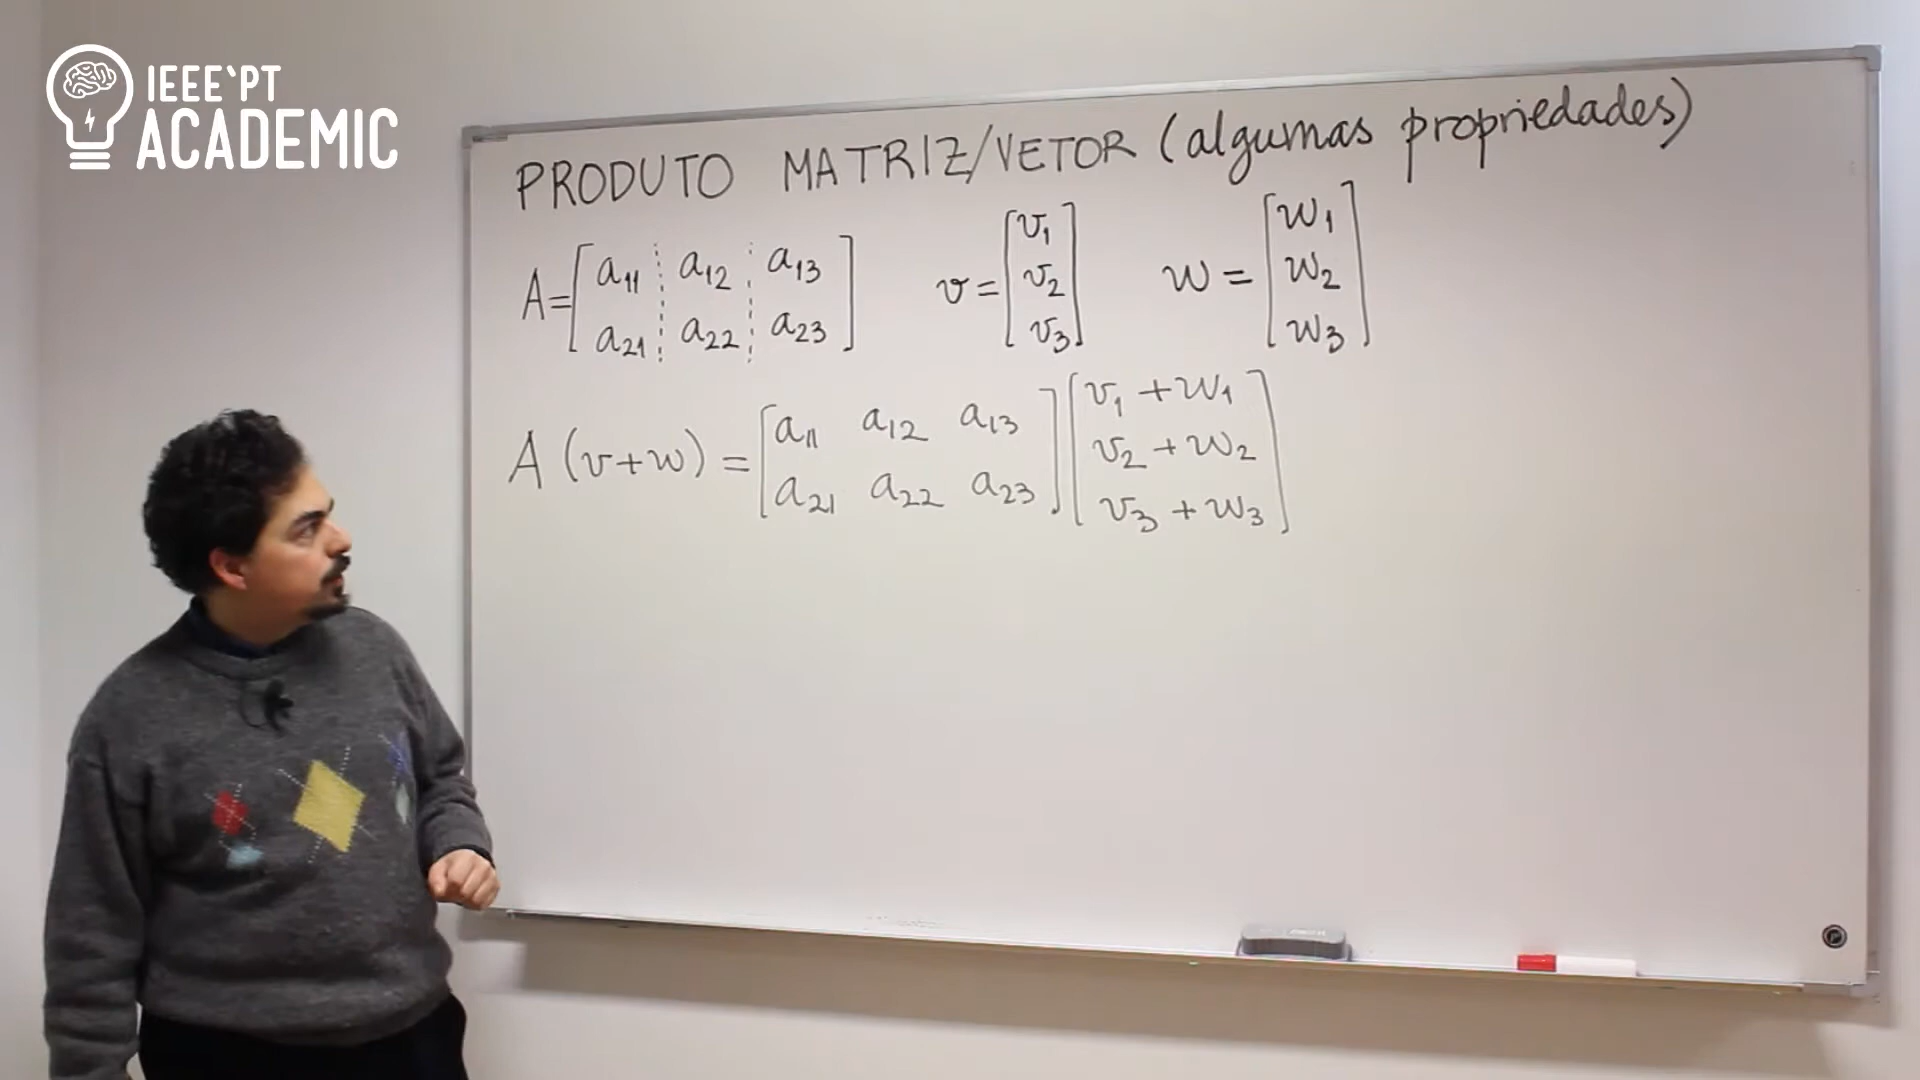 IEEE`PT
ACADEMIC
PRODUTO MATRIZ/VETOR (algumas propriedades)
A = [ a11 a12 a13 ; a21 a22 a23 ] v = [ v1 ; v2 ; v3 ] w = [ w1 ; w2 ; w3 ]
A (v+w) = [ a11 a12 a13 ; a21 a22 a23 ] [ v1 + w1 ; v2 + w2 ; v3 + w3 ]